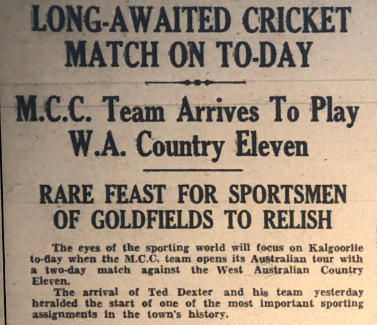 LONG-AWAITED CRICKET
MATCH ON TO-DAY
M.C.C. Team Arrives To Play
W.A. Country Eleven
RARE FEAST FOR SPORTSMEN
OF GOLDFIELDS TO RELISH
The eyes of the sporting world will focus on Kalgoorlie
to-day when the M.C.C. team opens its Australian tour with
a two-day match against the West Australian Country
Eleven.
The arrival of Ted Dexter and his team yesterday
heralded the start of one of the most important sporting
assignments in the town's history.